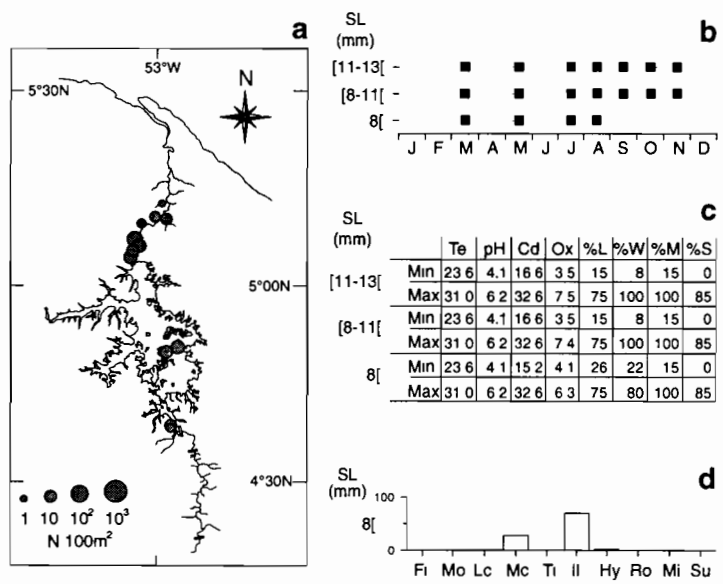 a
53°W
5°30N
N
5°00N
4°30N
1 10 10² 10³
N 100m²
b
SL
(mm)
[11-13[
[8-11[
8[
J F M A M J J A S O N D
c
SL
(mm)
Te pH Cd Ox %L %W %M %S
[11-13[
Min 23 6 4.1 16 6 3 5 15 8 15 0
Max 31 0 6 2 32 6 7 5 75 100 100 85
[8-11[
Min 23 6 4.1 16 6 3 5 15 8 15 0
Max 31 0 6 2 32 6 7 4 75 100 100 85
8[
Min 23 6 4 1 15 2 4 1 26 22 15 0
Max 31 0 6 2 32 6 6 3 75 80 100 85
d
SL
(mm)
8[
100
0
Fi Mo Lc Mc Ti Il Hy Ro Mi Su